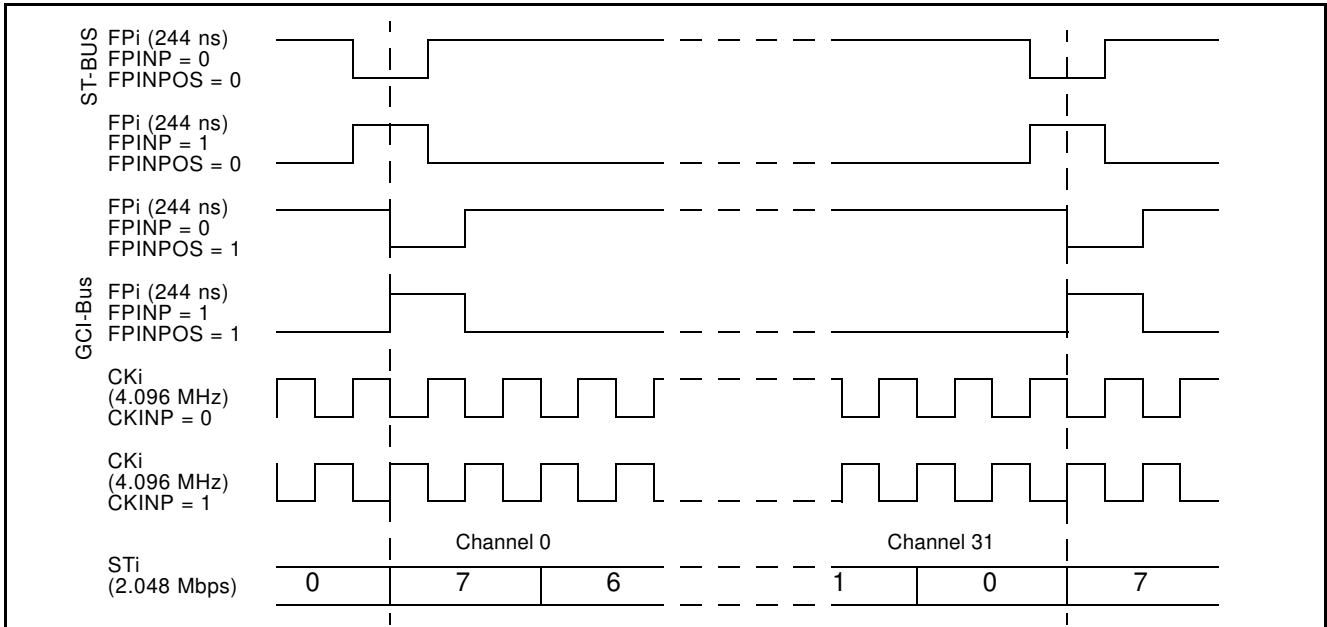 ST-BUS
FPi (244 ns)
FPINP = 0
FPINPOS = 0
FPi (244 ns)
FPINP = 1
FPINPOS = 0
FPi (244 ns)
FPINP = 0
FPINPOS = 1
GCI-Bus
FPi (244 ns)
FPINP = 1
FPINPOS = 1
CKi
(4.096 MHz)
CKINP = 0
CKi
(4.096 MHz)
CKINP = 1
Channel 0 Channel 31
STi
(2.048 Mbps)
0 7 6 1 0 7